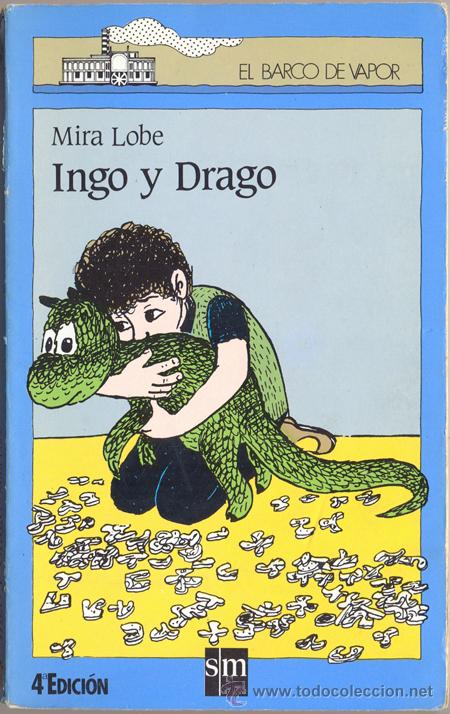 EL BARCO DE VAPOR
Mira Lobe
Ingo y Drago
4ª EDICIÓN
sm
www.todocoleccion.net